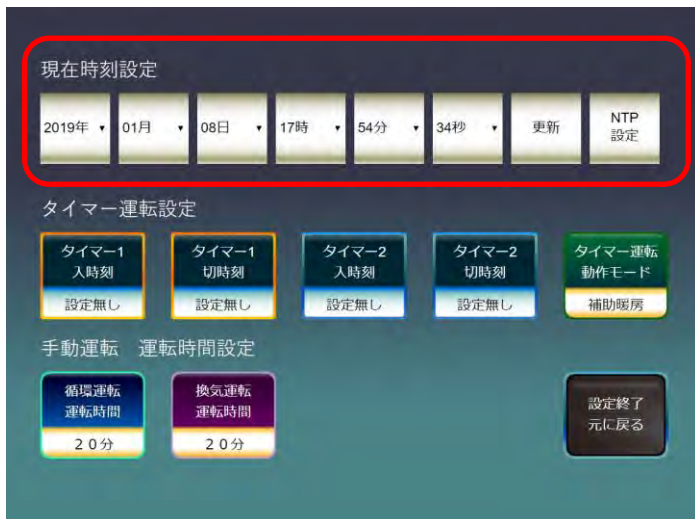 現在時刻設定
2019年 01月 08日 17時 54分 34秒 更新 NTP
設定
タイマー運転設定
タイマー1
入時刻
設定無し
タイマー1
切時刻
設定無し
タイマー2
入時刻
設定無し
タイマー2
切時刻
設定無し
タイマー運転
動作モード
補助暖房
手動運転　運転時間設定
循環運転
運転時間
20分
換気運転
運転時間
20分
設定終了
元に戻る